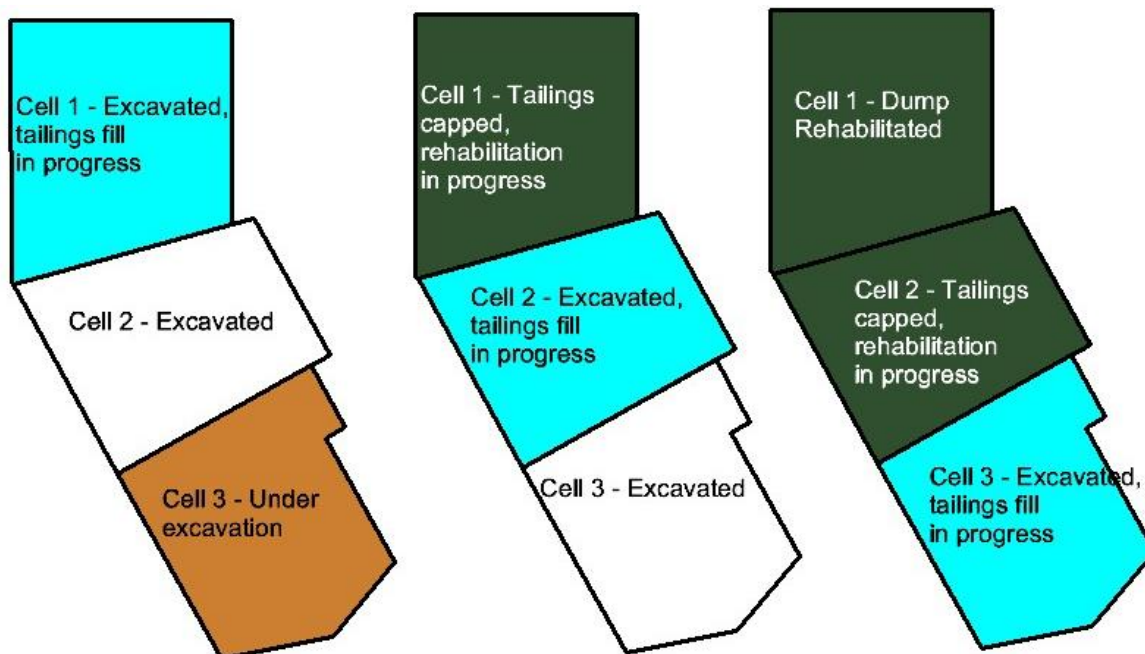 Cell 1 - Excavated,
tailings fill
in progress
Cell 2 - Excavated
Cell 3 - Under
excavation
Cell 1 - Tailings
capped,
rehabilitation
in progress
Cell 2 - Excavated,
tailings fill
in progress
Cell 3 - Excavated
Cell 1 - Dump
Rehabilitated
Cell 2 - Tailings
capped,
rehabilitation
in progress
Cell 3 - Excavated,
tailings fill
in progress